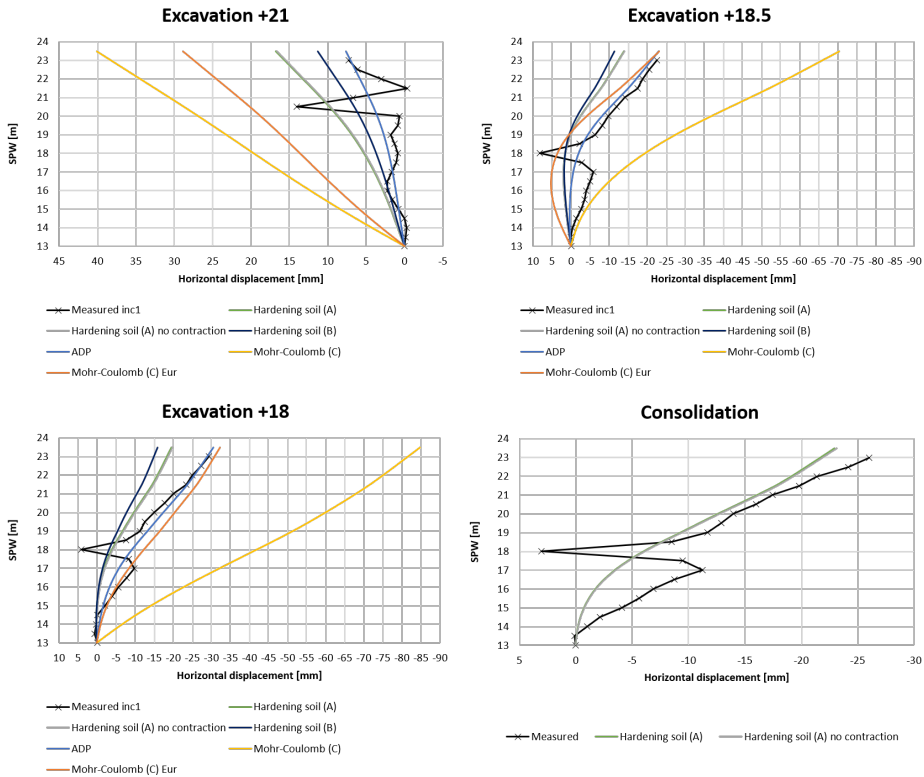 Excavation +21
24
23
22
21
20
19
18
17
16
15
14
13
SPW [m]
45 40 35 30 25 20 15 10 5 0 -5
Horizontal displacement [mm]
Measured inc1 Hardening soil (A)
Hardening soil (A) no contraction Hardening soil (B)
ADP Mohr-Coulomb (C)
Mohr-Coulomb (C) Eur
Excavation +18.5
24
23
22
21
20
19
18
17
16
15
14
13
SPW [m]
10 5 0 -5 -10 -15 -20 -25 -30 -35 -40 -45 -50 -55 -60 -65 -70 -75 -80 -85 -90
Horizontal displacement [mm]
Measured inc1 Hardening soil (A)
Hardening soil (A) no contraction Hardening soil (B)
ADP Mohr-Coulomb (C)
Mohr-Coulomb (C) Eur
Excavation +18
24
23
22
21
20
19
18
17
16
15
14
13
SPW [m]
10 5 0 -5 -10 -15 -20 -25 -30 -35 -40 -45 -50 -55 -60 -65 -70 -75 -80 -85 -90
Horizontal displacement [mm]
Measured inc1 Hardening soil (A)
Hardening soil (A) no contraction Hardening soil (B)
ADP Mohr-Coulomb (C)
Mohr-Coulomb (C) Eur
Consolidation
24
23
22
21
20
19
18
17
16
15
14
13
SPW [m]
5 0 -5 -10 -15 -20 -25 -30
Horizontal displacement [mm]
Measured Hardening soil (A) Hardening soil (A) no contraction